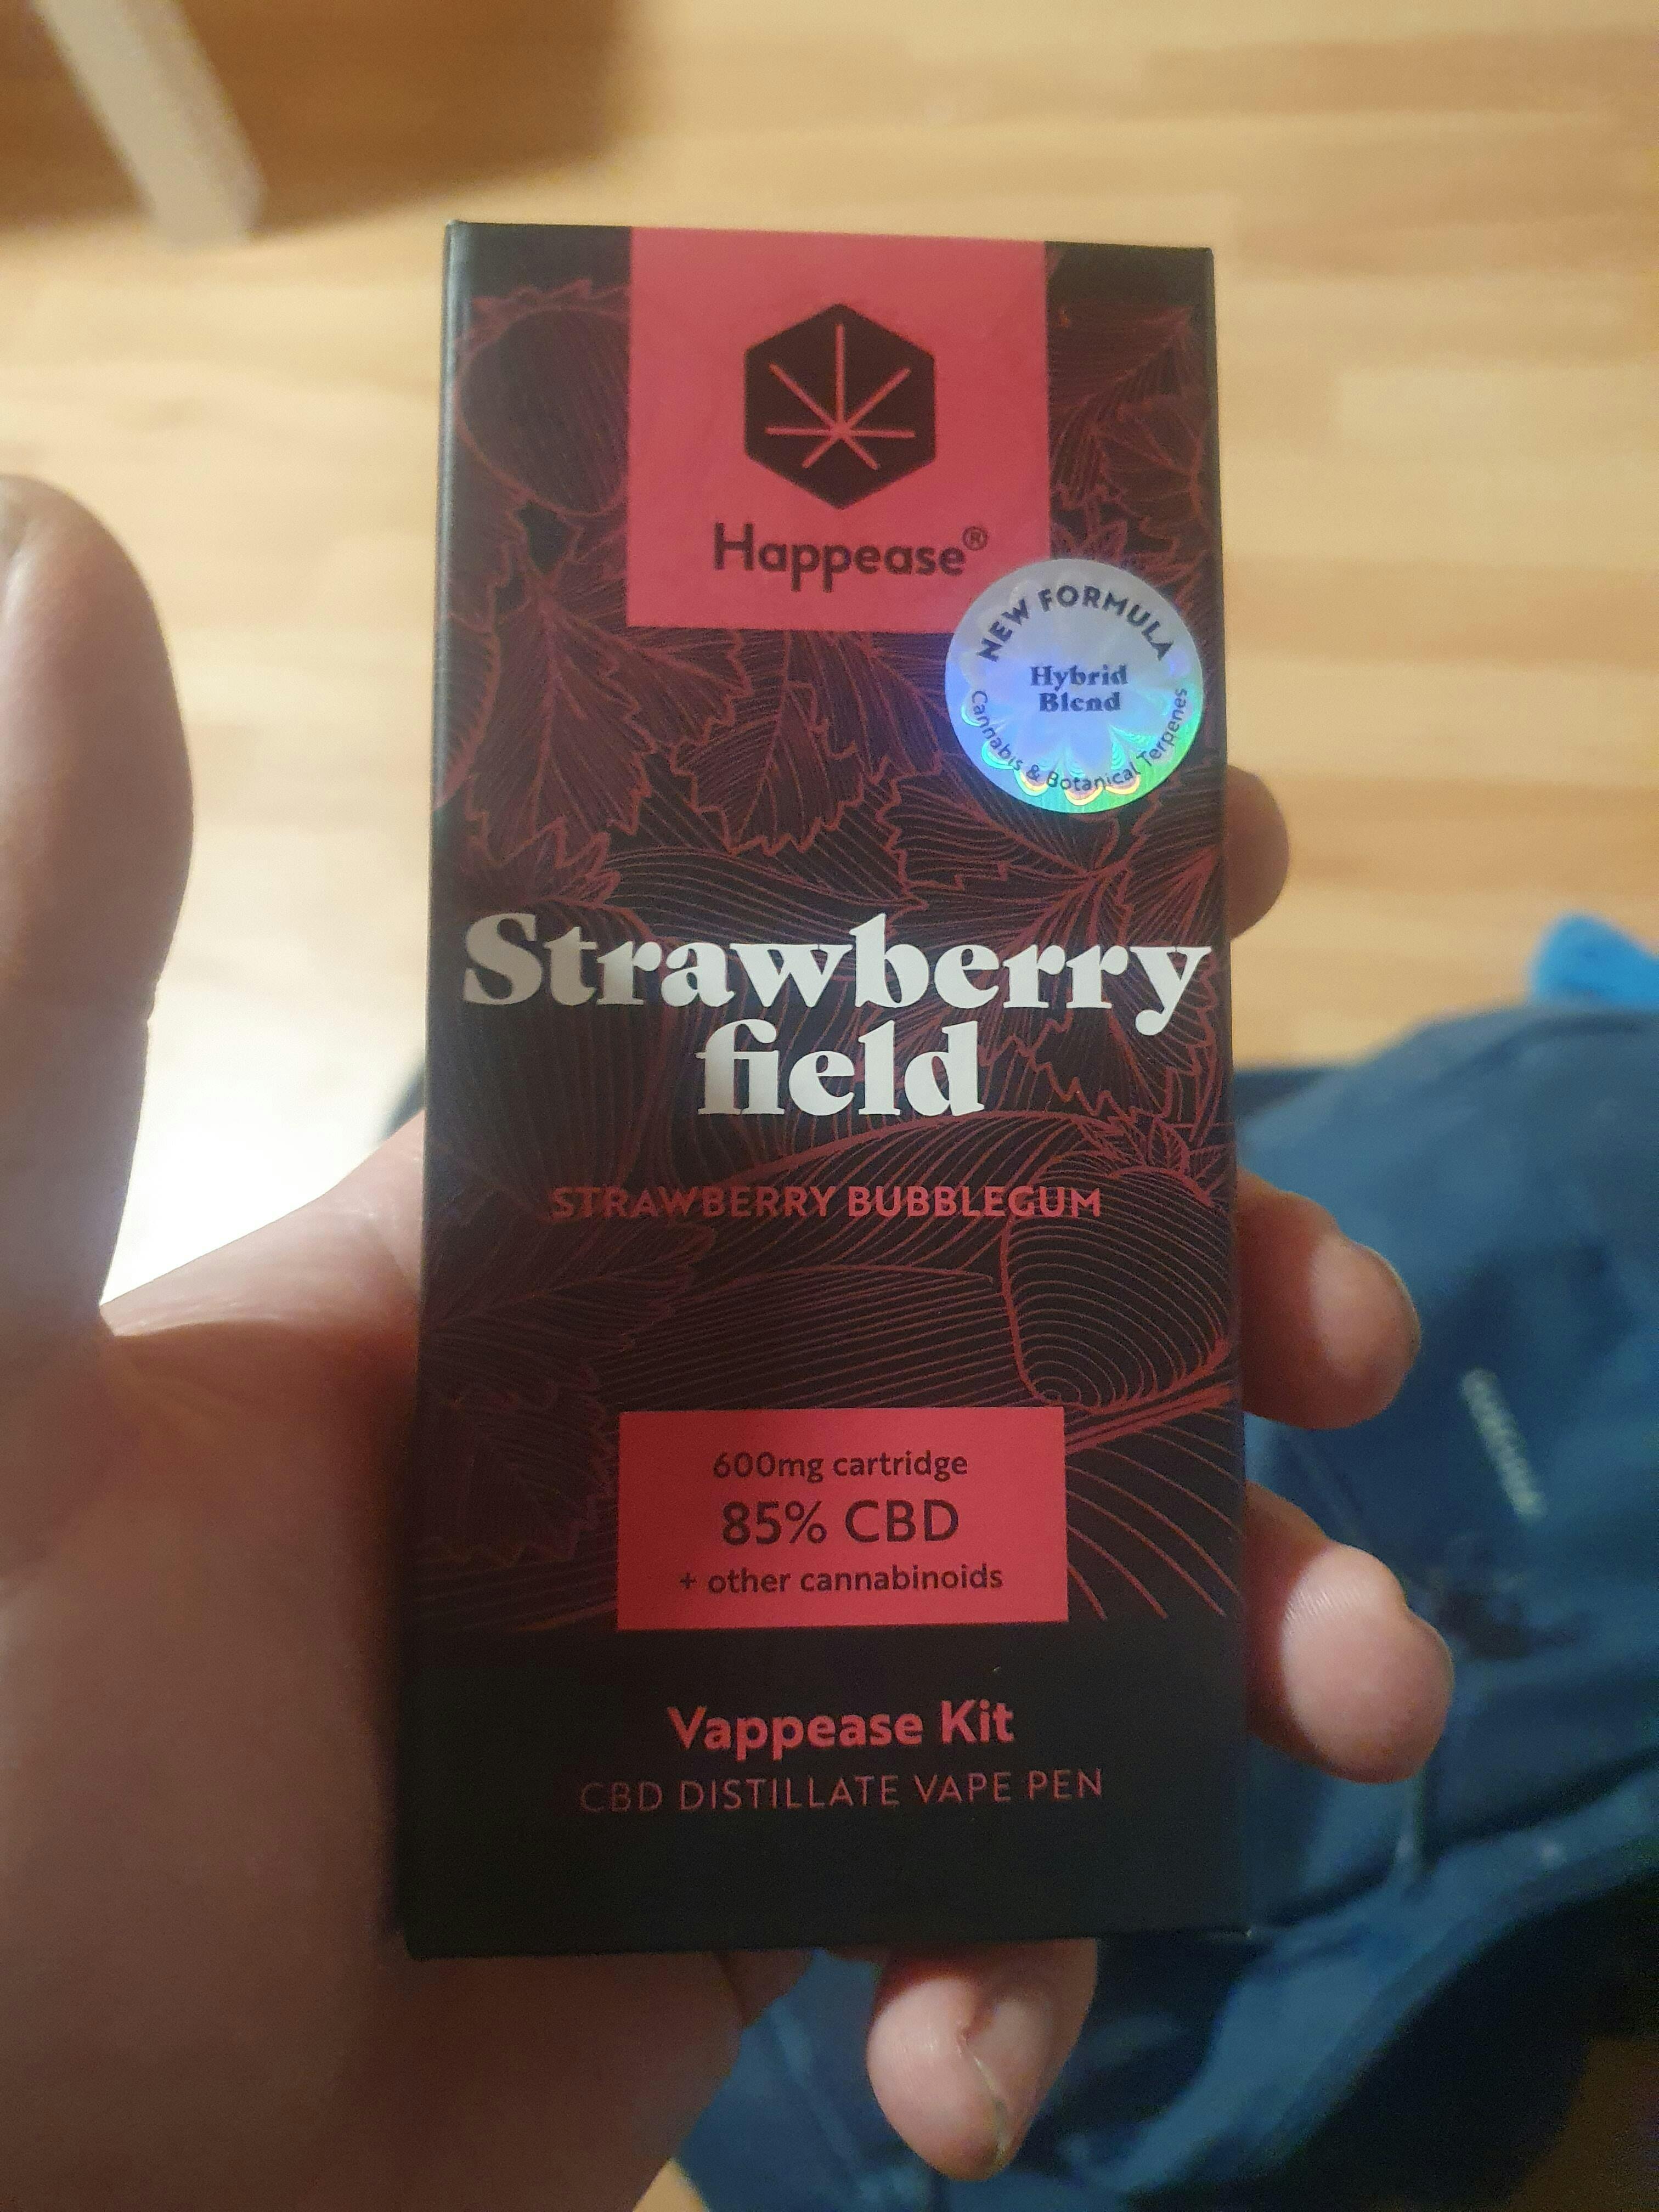 Happease®
NEW FORMULA
Hybrid
Blend
Cannabis & Botanical Terpenes
Strawberry
field
STRAWBERRY BUBBLEGUM
600mg cartridge
85% CBD
+ other cannabinoids
Vappease Kit
CBD DISTILLATE VAPE PEN